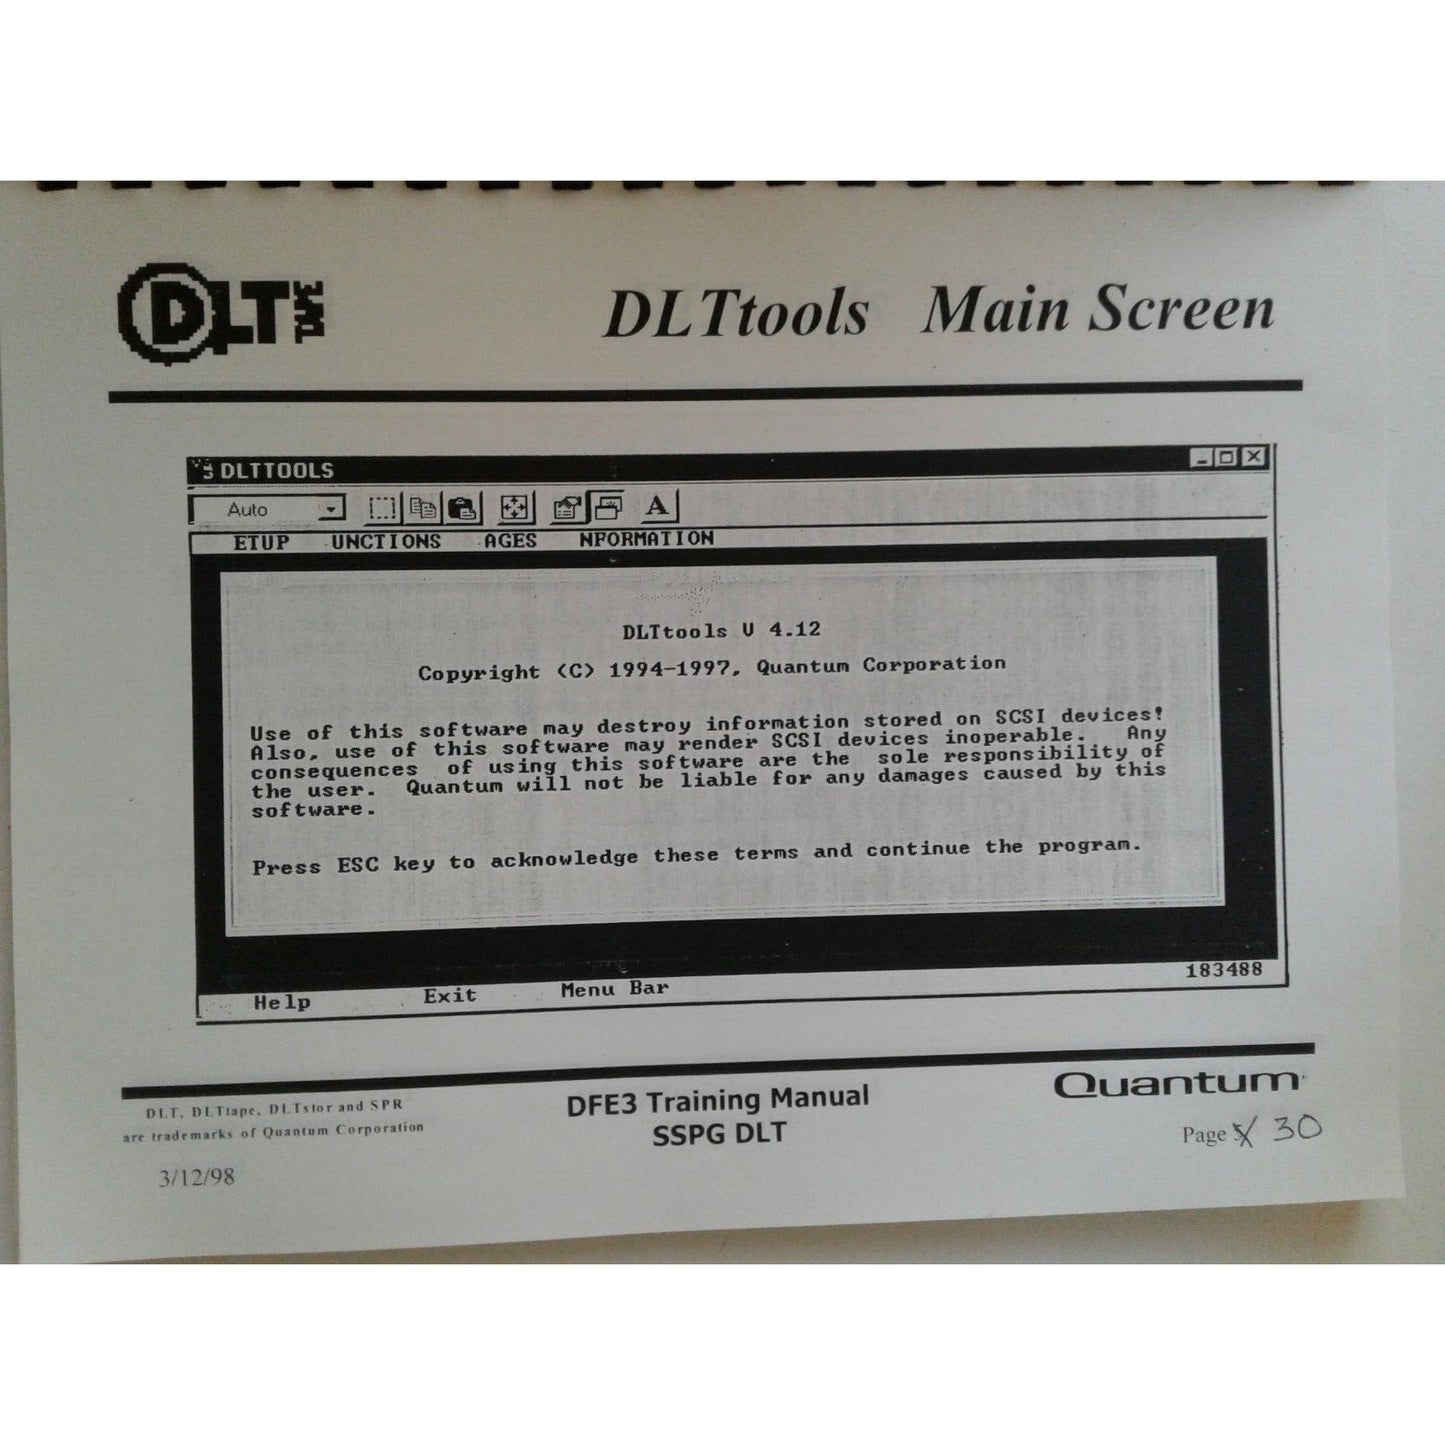 DLT TAPE
DLTtools Main Screen
DLTTOOLS
Auto
A
ETUP UNCTIONS AGES NFORMATION
DLTtools V 4.12
Copyright (C) 1994-1997, Quantum Corporation
Use of this software may destroy information stored on SCSI devices!
Also, use of this software may render SCSI devices inoperable. Any
consequences of using this software are the sole responsibility of
the user. Quantum will not be liable for any damages caused by this
software.
Press ESC key to acknowledge these terms and continue the program.
Help Exit Menu Bar 183488
DLT, DLTtape, DLTstor and SPR
are trademarks of Quantum Corporation
3/12/98
DFE3 Training Manual
SSPG DLT
Quantum
Page 30